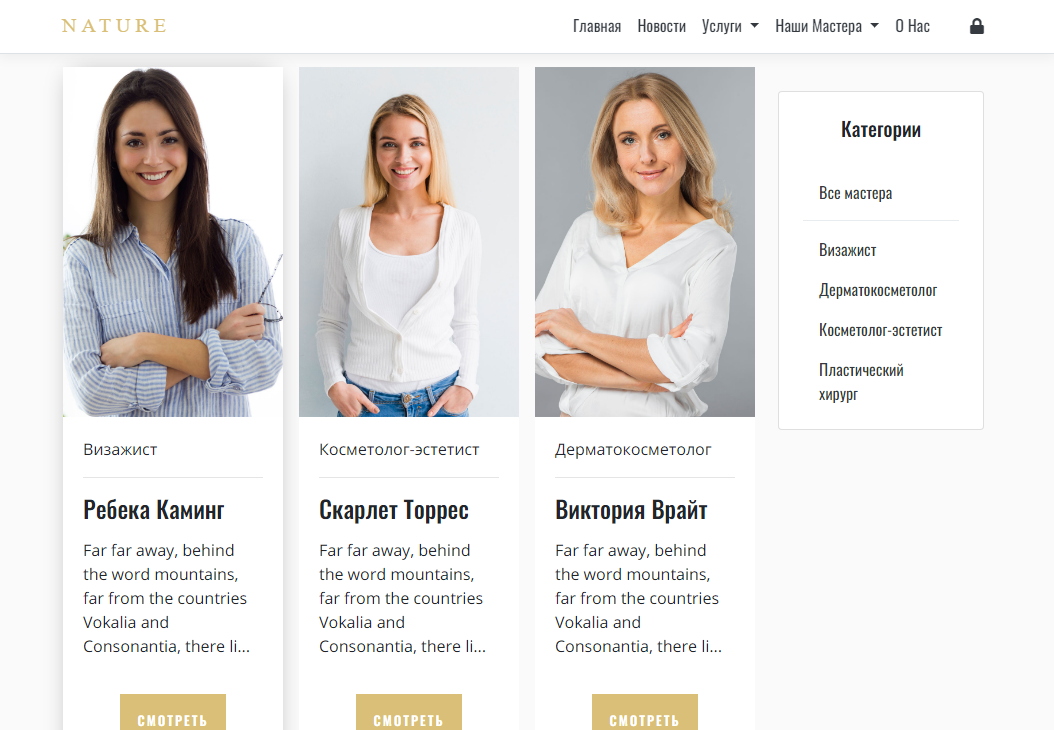 NATURE
Главная Новости Услуги Наши Мастера О Нас
Визажист
Ребека Каминг
Far far away, behind
the word mountains,
far from the countries
Vokalia and
Consonantia, there li...
СМОТРЕТЬ
Косметолог-эстетист
Скарлет Торрес
Far far away, behind
the word mountains,
far from the countries
Vokalia and
Consonantia, there li...
СМОТРЕТЬ
Дерматокосметолог
Виктория Врайт
Far far away, behind
the word mountains,
far from the countries
Vokalia and
Consonantia, there li...
СМОТРЕТЬ
Категории
Все мастера
Визажист
Дерматокосметолог
Косметолог-эстетист
Пластический
хирург